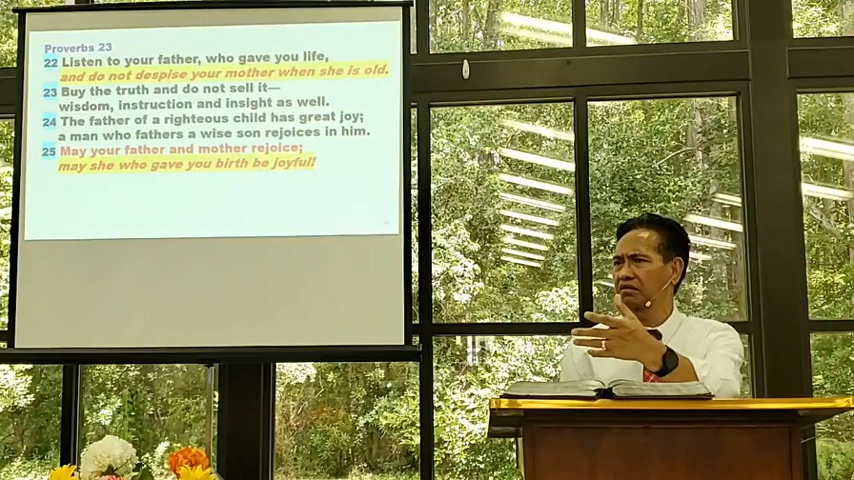 Proverbs 23
22 Listen to your father, who gave you life,
and do not despise your mother when she is old.
23 Buy the truth and do not sell it—
wisdom, instruction and insight as well.
24 The father of a righteous child has great joy;
a man who fathers a wise son rejoices in him.
25 May your father and mother rejoice;
may she who gave you birth be joyful!